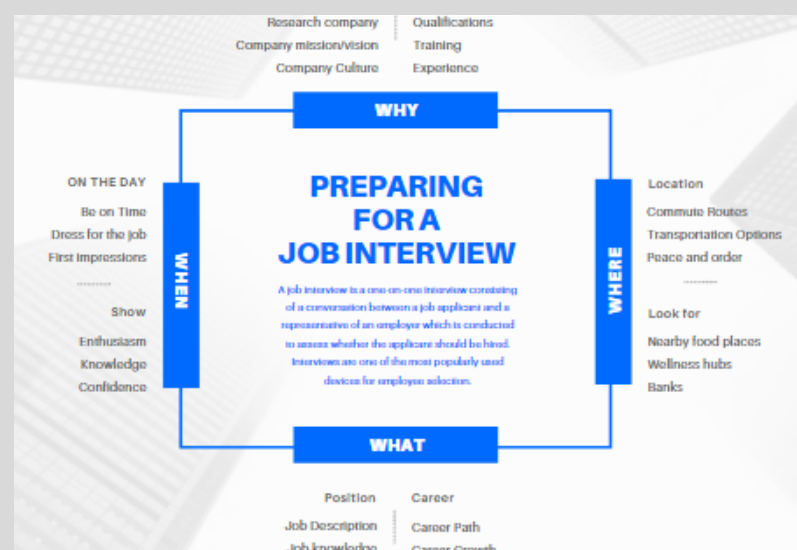 Research company
Company mission/vision
Company Culture
Qualifications
Training
Experience
WHY
ON THE DAY
Be on Time
Dress for the job
First Impressions
Show
Enthusiasm
Knowledge
Confidence
WHEN
PREPARING
FOR A
JOB INTERVIEW
A job interview is a one-on-one interview consisting
of a conversation between a job applicant and a
representative of an employer which is conducted
to assess whether the applicant should be hired.
Interviews are one of the most popularly used
devices for employee selection.
WHERE
Location
Commute Routes
Transportation Options
Peace and order
Look for
Nearby food places
Wellness hubs
Banks
WHAT
Position
Job Description
Job knowledge
Career
Career Path
Career Growth